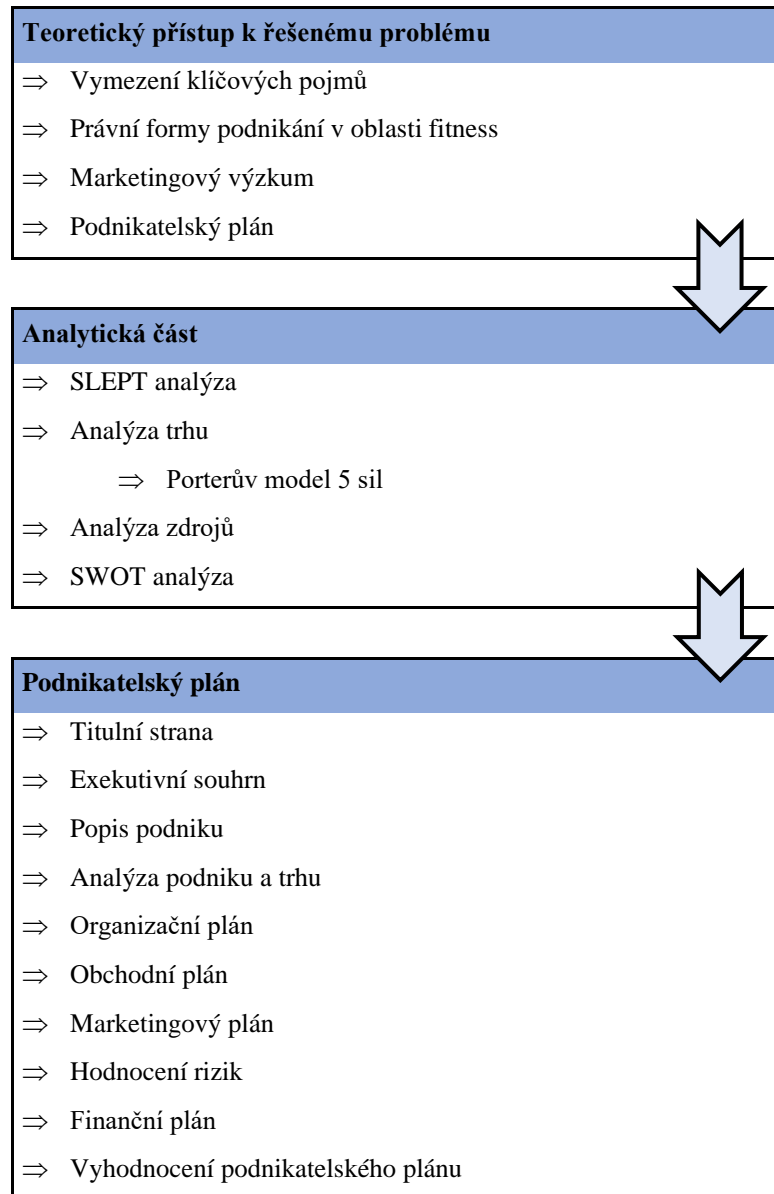 Teoretický přístup k řešenému problému
⇒ Vymezení klíčových pojmů
⇒ Právní formy podnikání v oblasti fitness
⇒ Marketingový výzkum
⇒ Podnikatelský plán
Analytická část
⇒ SLEPT analýza
⇒ Analýza trhu
⇒ Porterův model 5 sil
⇒ Analýza zdrojů
⇒ SWOT analýza
Podnikatelský plán
⇒ Titulní strana
⇒ Exekutivní souhrn
⇒ Popis podniku
⇒ Analýza podniku a trhu
⇒ Organizační plán
⇒ Obchodní plán
⇒ Marketingový plán
⇒ Hodnocení rizik
⇒ Finanční plán
⇒ Vyhodnocení podnikatelského plánu